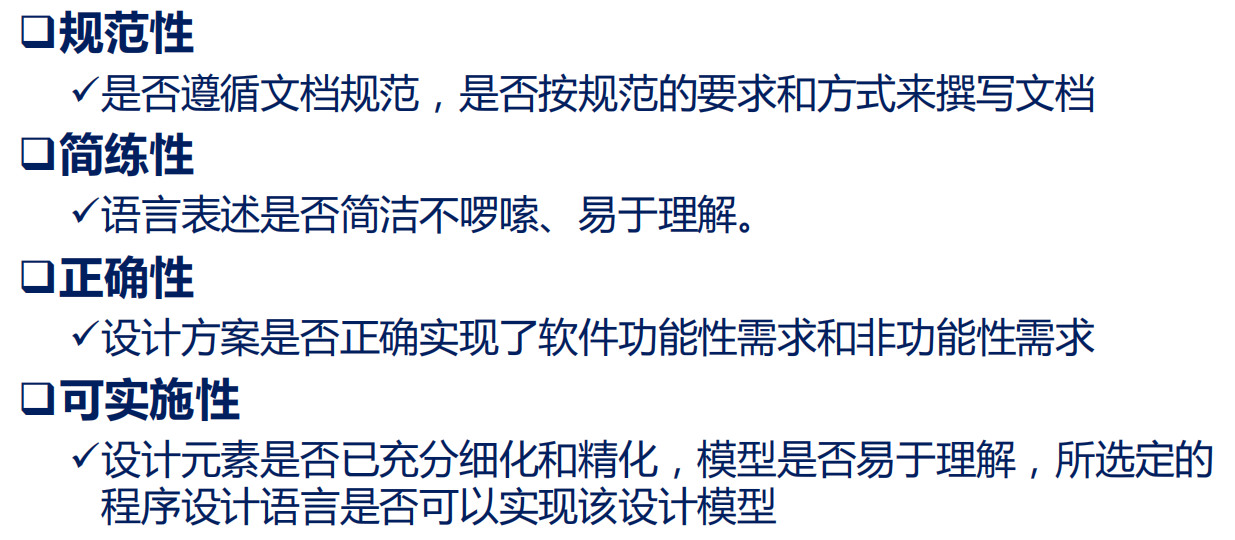 ❑规范性
✓是否遵循文档规范，是否按规范的要求和方式来撰写文档
❑简练性
✓语言表述是否简洁不啰嗦、易于理解。
❑正确性
✓设计方案是否正确实现了软件功能性需求和非功能性需求
❑可实施性
✓设计元素是否已充分细化和精化，模型是否易于理解，所选定的
程序设计语言是否可以实现该设计模型